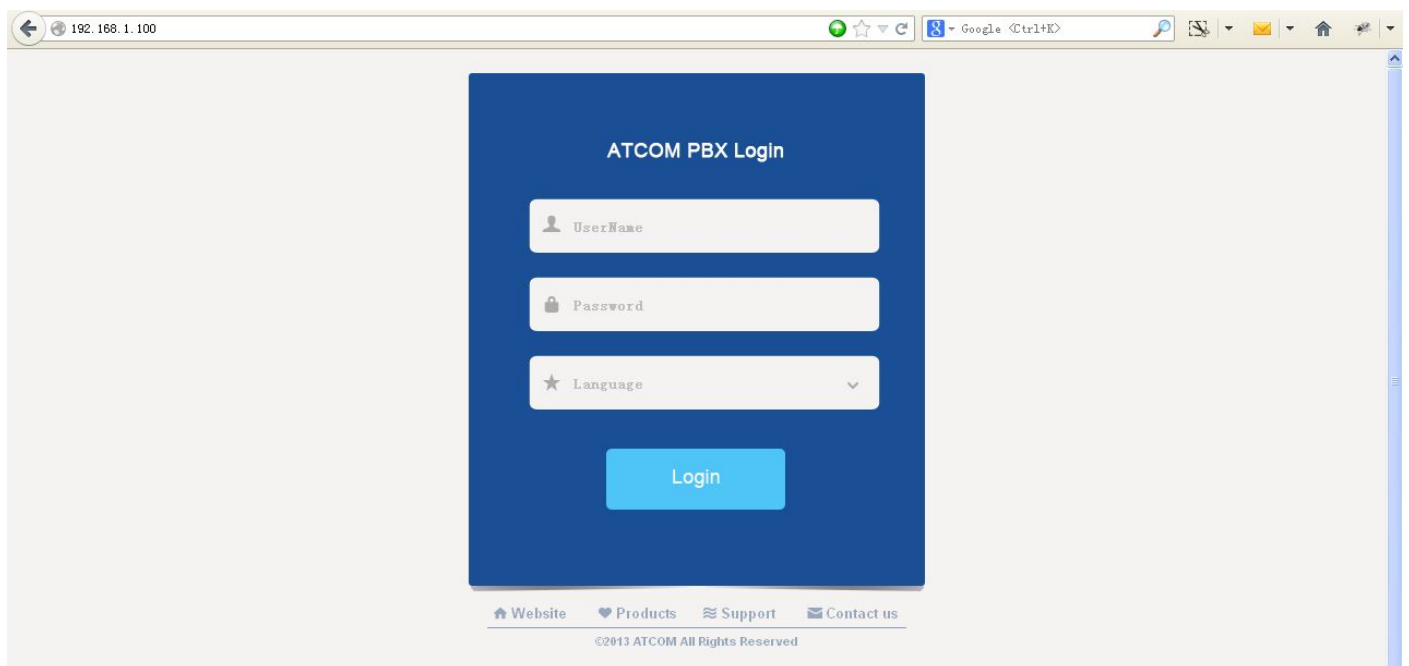 192.168.1.100
Google <Ctrl+K>
ATCOM PBX Login
UserName
Password
Language
Login
Website Products Support Contact us
©2013 ATCOM All Rights Reserved